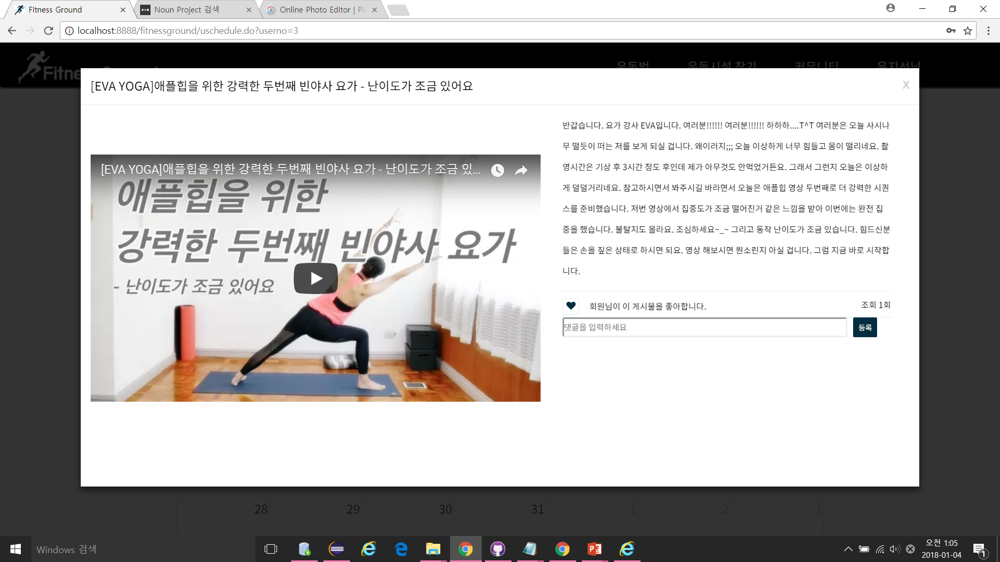 Fitness Ground
Noun Project 검색
Online Photo Editor | Pi
localhost:8888/fitnessground/uschedule.do?userno=3
Fitne
운동법
운동시설 찾기
커뮤니티
유지선님
[EVA YOGA]애플힙을 위한 강력한 두번째 빈야사 요가 - 난이도가 조금 있어요
X
[EVA YOGA]애플힙을 위한 강력한 두번째 빈야사 요가 - 난이도가 조금 있...
애플힙을 위한
강력한 두번째 빈야사 요가
- 난이도가 조금 있어요
반갑습니다. 요가 강사 EVA입니다. 여러분!!!!!! 여러분!!!!!! 하하하....T^T 여러분은 오늘 사시나
무 떨듯이 떠는 저를 보게 되실 겁니다. 왜이러지;;; 오늘 이상하게 너무 힘들고 몸이 떨리네요. 촬
영시간은 기상 후 3시간 정도 후인데 제가 아무것도 안먹었거든요. 그래서 그런지 오늘은 이상하
게 덜덜거리네요. 참고하시면서 봐주시길 바라면서 오늘은 애플힙 영상 두번째로 더 강력한 시퀀
스를 준비했습니다. 저번 영상에서 집중도가 조금 떨어진거 같은 느낌을 받아 이번에는 완전 집
중을 했습니다. 불탈지도 몰라요. 조심하세요~_~ 그리고 동작 난이도가 조금 있습니다. 힘드신분
들은 손을 짚은 상태로 하시면 되요. 영상 해보시면 뭔소린지 아실 겁니다. 그럼 지금 바로 시작합
니다.
회원님이 이 게시물을 좋아합니다.
조회 1회
댓글을 입력하세요
등록
28 29 30 31 1 2 3
Windows 검색
오전 1:05
2018-01-04
1